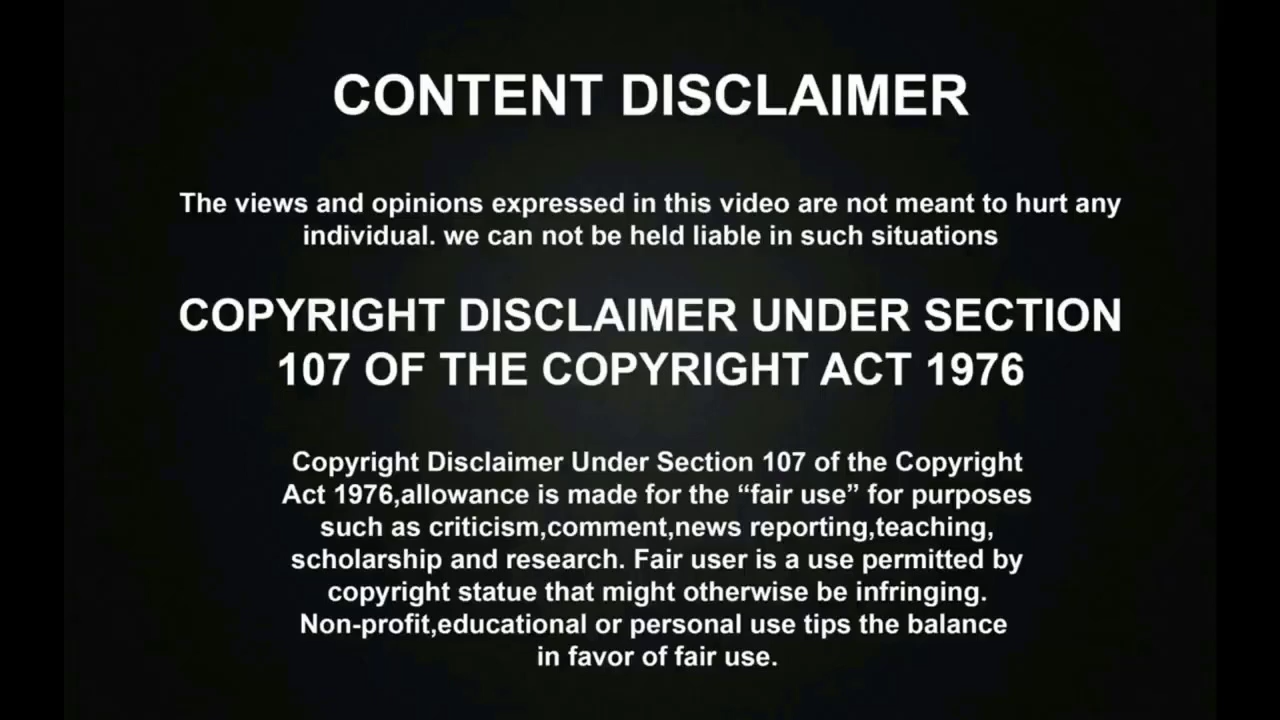 CONTENT DISCLAIMER
The views and opinions expressed in this video are not meant to hurt any
individual. we can not be held liable in such situations
COPYRIGHT DISCLAIMER UNDER SECTION
107 OF THE COPYRIGHT ACT 1976
Copyright Disclaimer Under Section 107 of the Copyright
Act 1976,allowance is made for the “fair use” for purposes
such as criticism,comment,news reporting,teaching,
scholarship and research. Fair user is a use permitted by
copyright statue that might otherwise be infringing.
Non-profit,educational or personal use tips the balance
in favor of fair use.